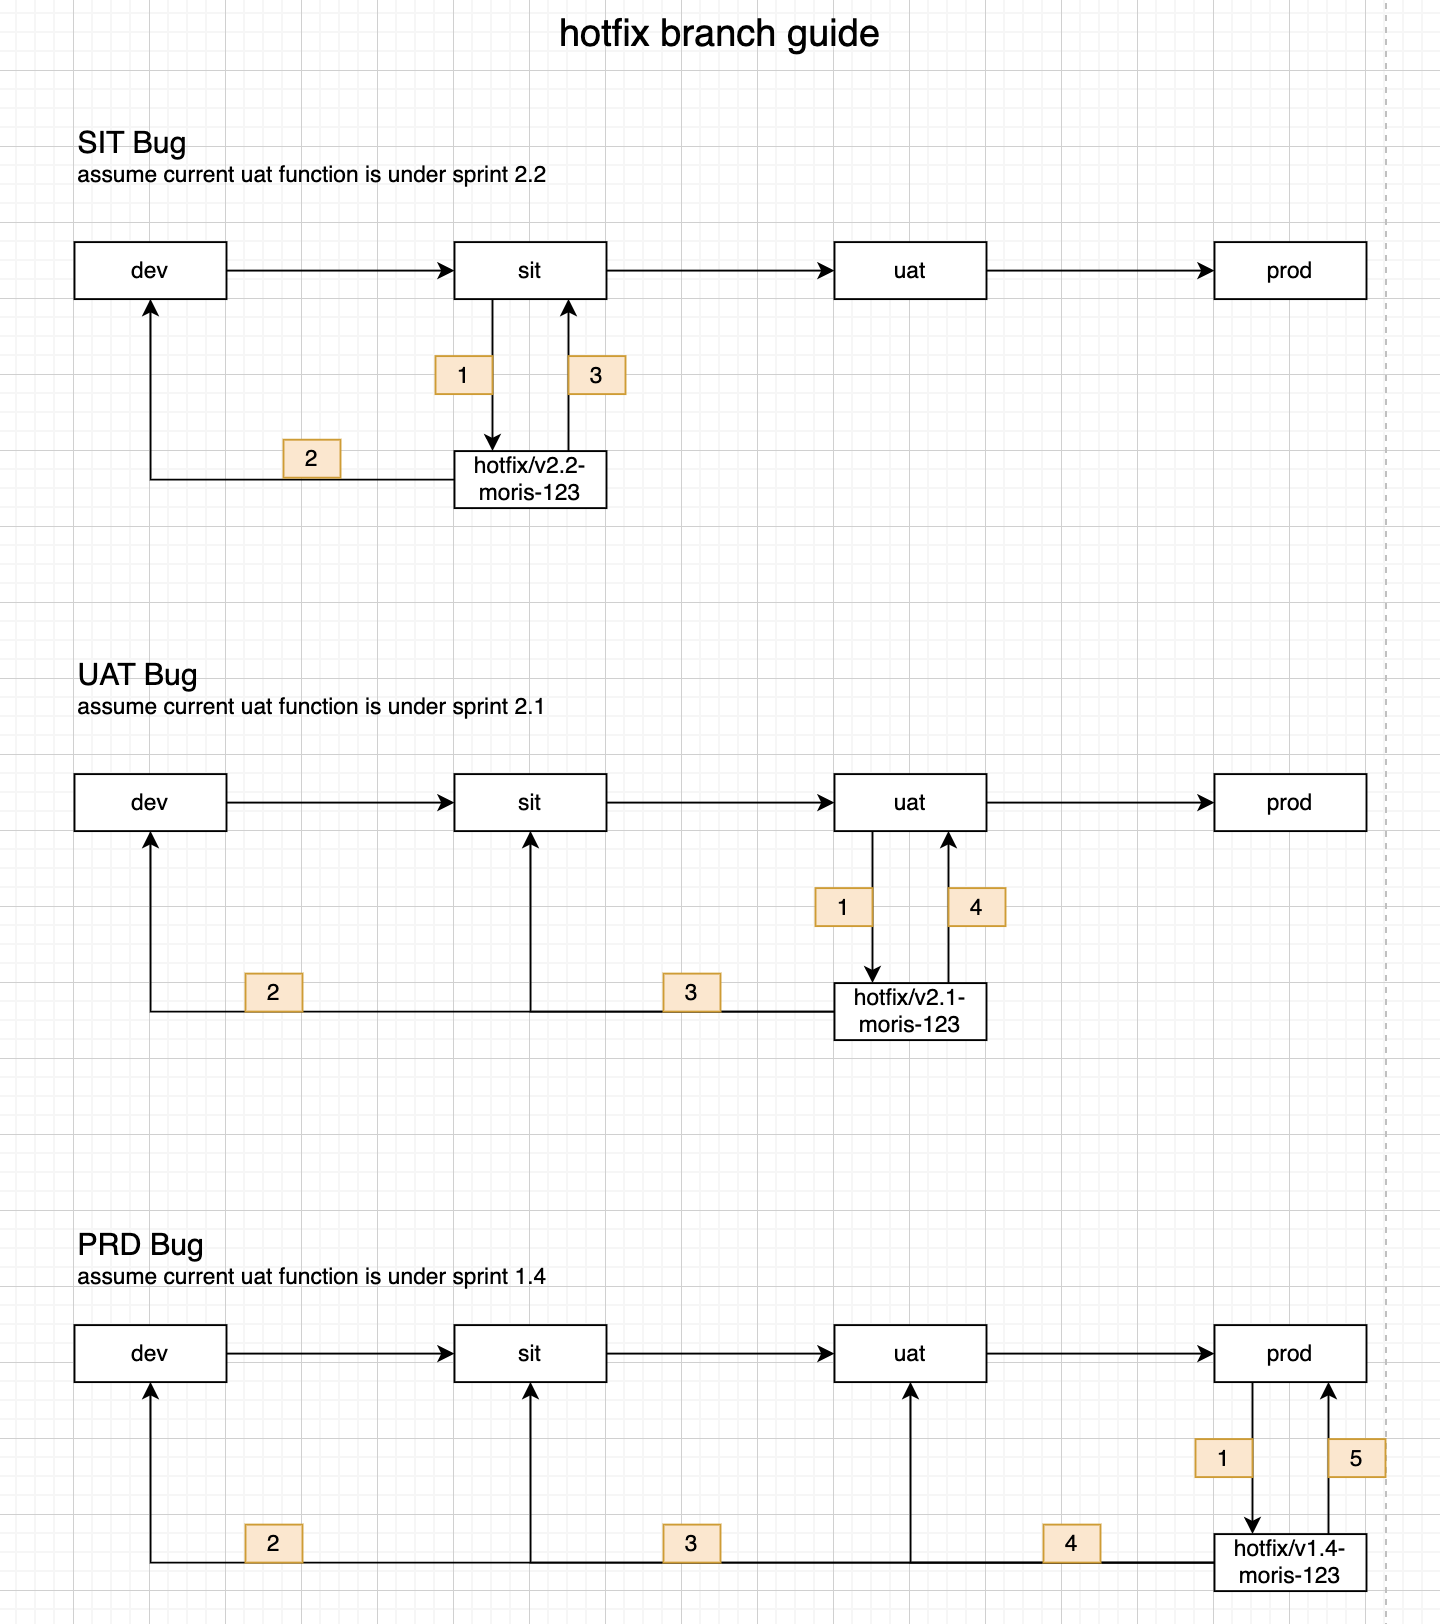 hotfix branch guide
SIT Bug
assume current uat function is under sprint 2.2
dev
sit
uat
prod
1
3
2
hotfix/v2.2-
moris-123
UAT Bug
assume current uat function is under sprint 2.1
dev
sit
uat
prod
1
4
2
3
hotfix/v2.1-
moris-123
PRD Bug
assume current uat function is under sprint 1.4
dev
sit
uat
prod
1
5
2
3
4
hotfix/v1.4-
moris-123